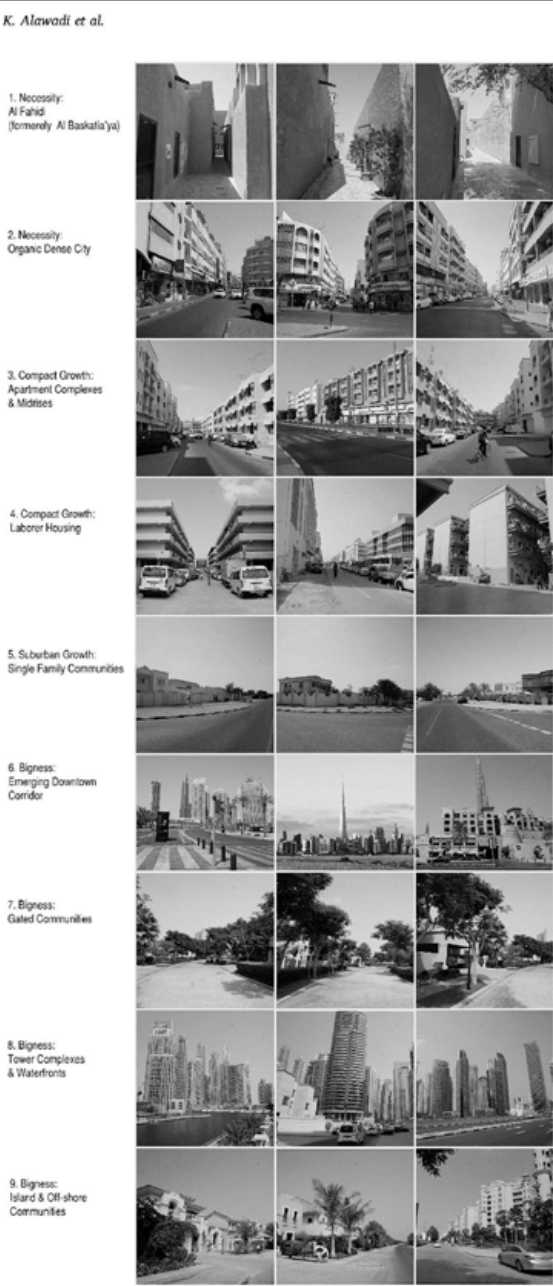 K. Alawadi et al.
1. Necessity:
Al Fahidi
(formerely Al Baskatia'ya)
2. Necessity:
Organic Dense City
3. Compact Growth:
Apartment Complexes
& Midrises
4. Compact Growth:
Laborer Housing
5. Suburban Growth:
Single Family Communities
6. Bigness:
Emerging Downtown
Corridor
7. Bigness:
Gated Communities
8. Bigness:
Tower Complexes
& Waterfronts
9. Bigness:
Island & Off-shore
Communities